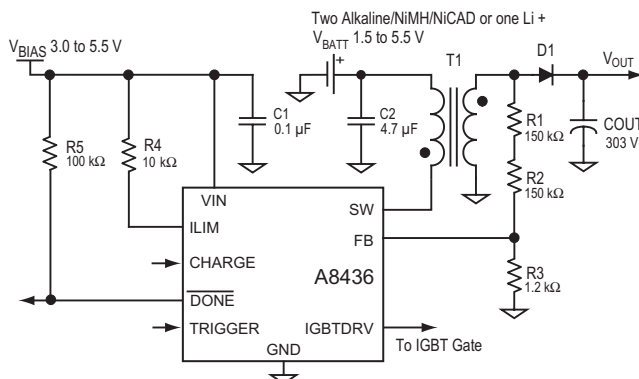 Two Alkaline/NiMH/NiCAD or one Li +
VBIAS 3.0 to 5.5 V
VBATT 1.5 to 5.5 V
+
T1
D1
VOUT
R5
100 kΩ
R4
10 kΩ
C1
0.1 µF
C2
4.7 µF
R1
150 kΩ
COUT
303 V
R2
150 kΩ
VIN
SW
ILIM
FB
CHARGE
A8436
R3
1.2 kΩ
DONE
TRIGGER
IGBTDRV
To IGBT Gate
GND